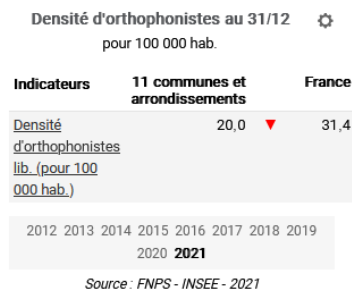 Densité d'orthophonistes au 31/12
pour 100 000 hab.
Indicateurs 11 communes et arrondissements France
Densité d'orthophonistes lib. (pour 100 000 hab.) 20,0 ▼ 31,4
2012 2013 2014 2015 2016 2017 2018 2019
2020 2021
Source : FNPS - INSEE - 2021